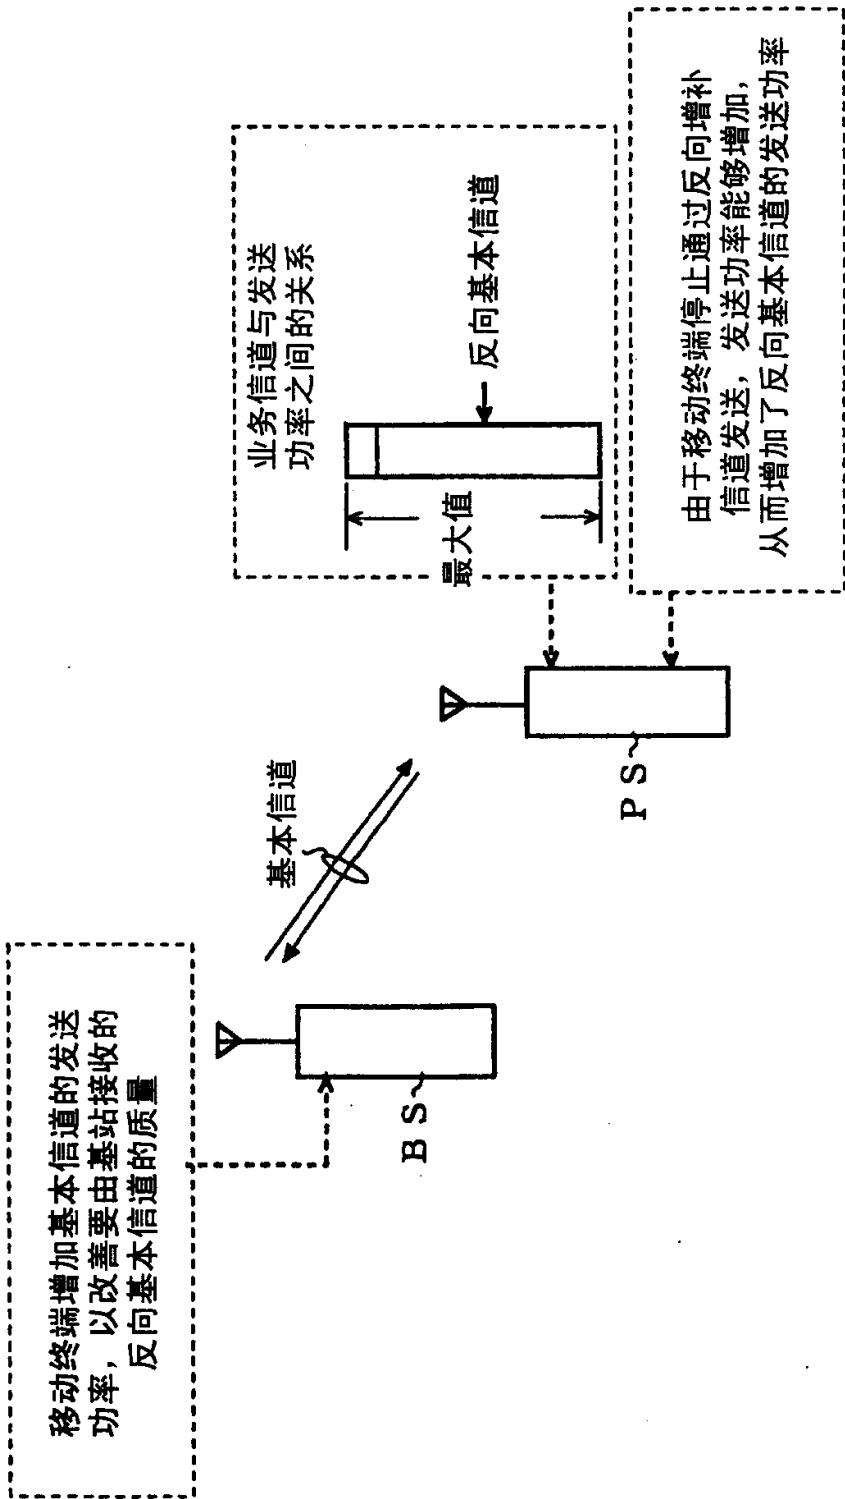 移动终端增加基本信道的发送
功率，以改善要由基站接收的
反向基本信道的质量
BS
基本信道
PS
业务信道与发送
功率之间的关系
最大值
反向基本信道
由于移动终端停止通过反向增补
信道发送，发送功率能够增加，
从而增加了反向基本信道的发送功率